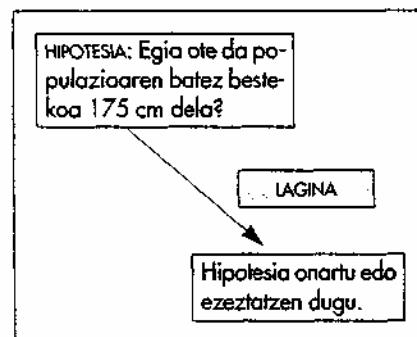 HIPOTESIA: Egia ote da po-
pulazioaren batez beste-
koa 175 cm dela?
LAGINA
Hipotesia onartu edo
ezeztatzen dugu.